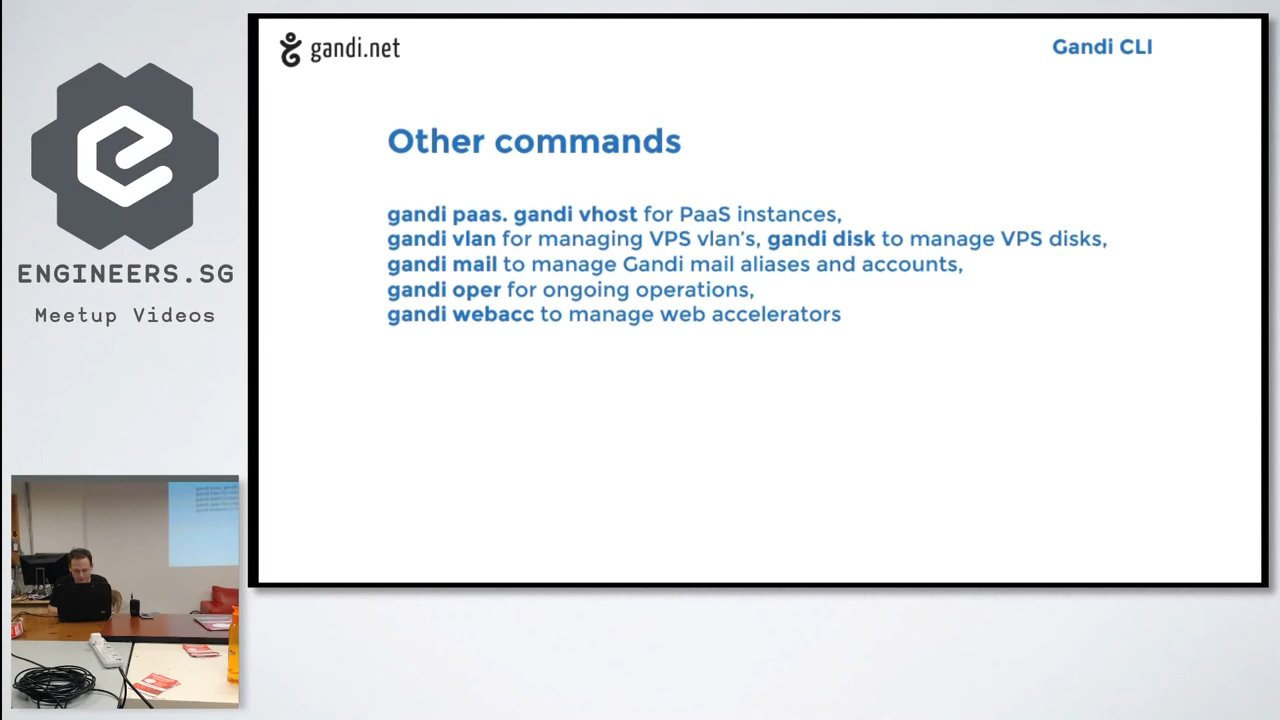 gandi.net
Gandi CLI
Other commands
gandi paas. gandi vhost for PaaS instances,
gandi vlan for managing VPS vlan's, gandi disk to manage VPS disks,
gandi mail to manage Gandi mail aliases and accounts,
gandi oper for ongoing operations,
gandi webacc to manage web accelerators
ENGINEERS.SG
Meetup Videos